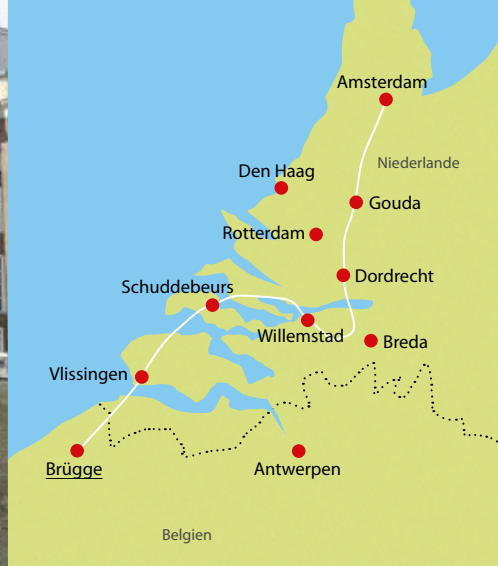 Amsterdam
Niederlande
Den Haag
Gouda
Rotterdam
Dordrecht
Schuddebeurs
Willemstad
Breda
Vlissingen
Brügge
Antwerpen
Belgien